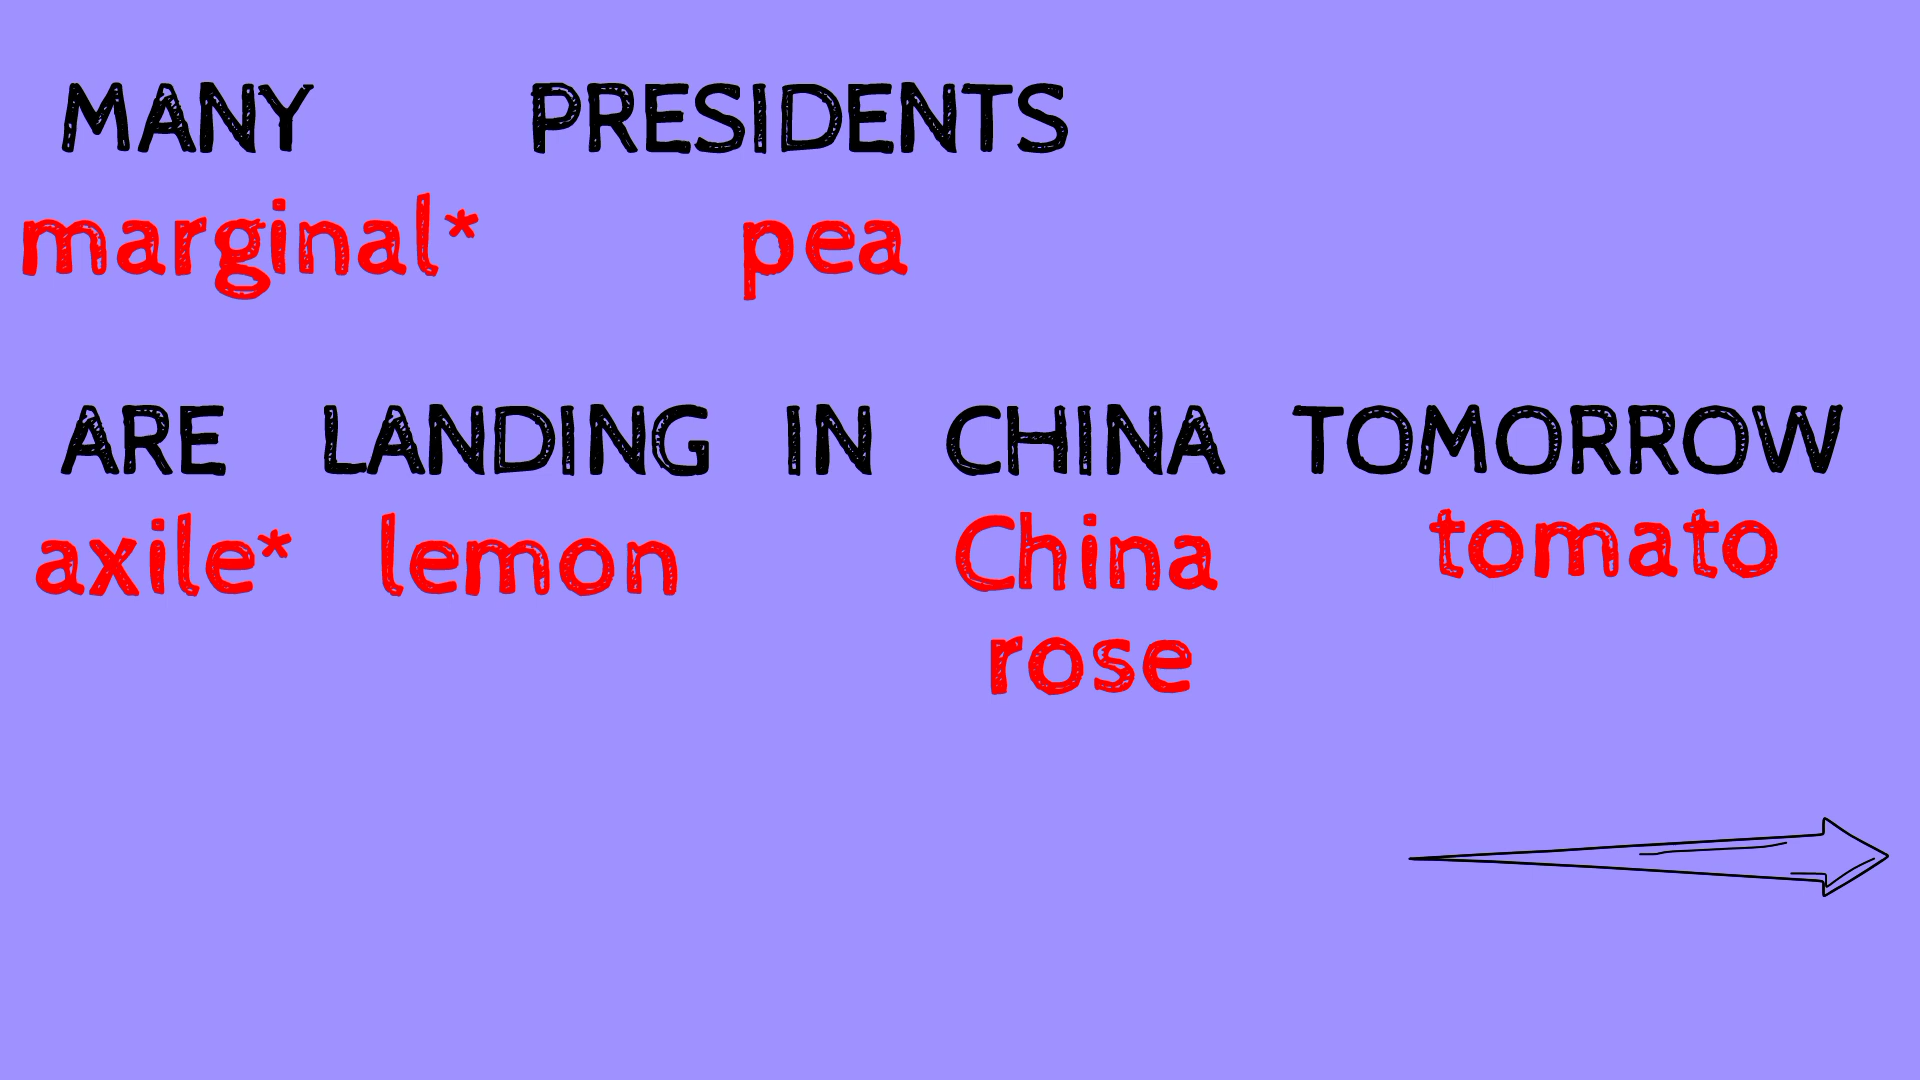 MANY PRESIDENTS
marginal* pea
ARE LANDING IN CHINA TOMORROW
axile* lemon China tomato
rose